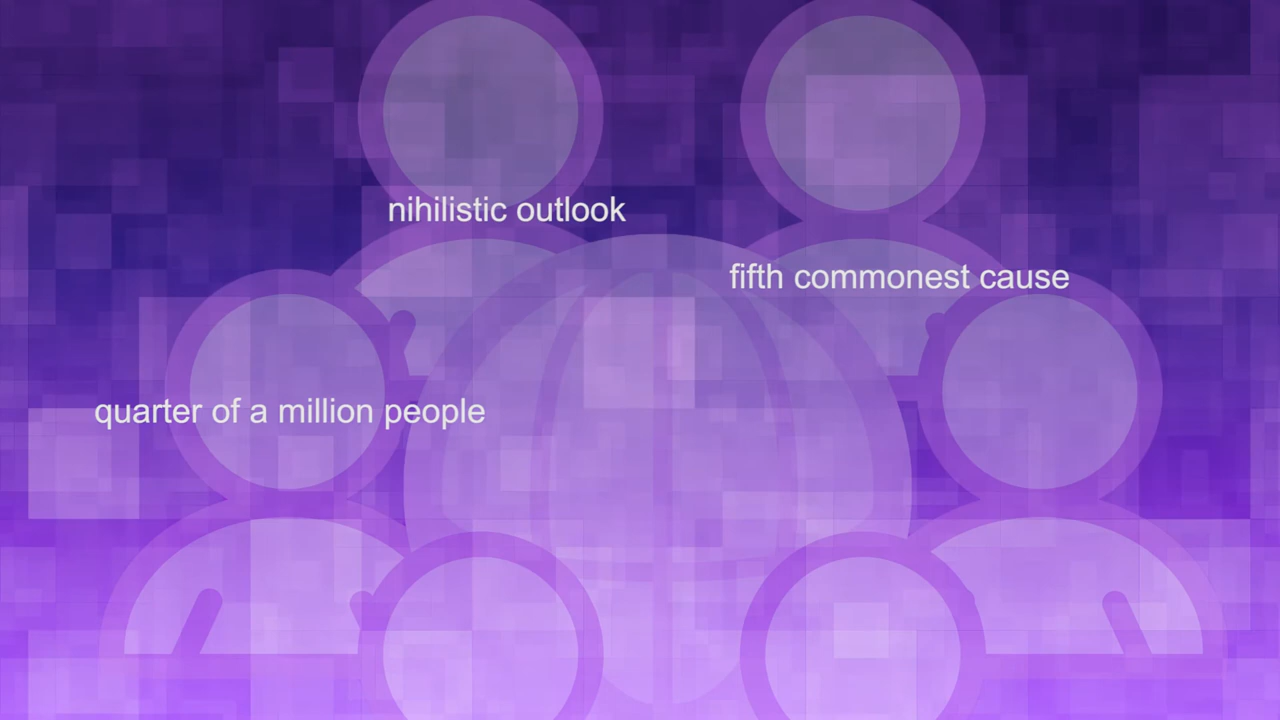 nihilistic outlook
fifth commonest cause
quarter of a million people